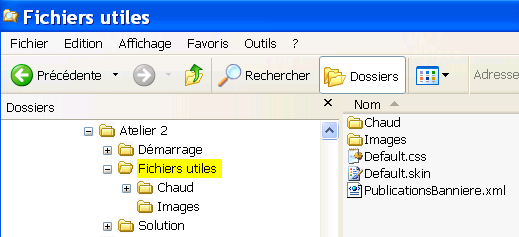 Fichiers utiles
Fichier Edition Affichage Favoris Outils ?
Précédente Rechercher Dossiers Adresse
Dossiers
Atelier 2
Démarrage
Fichiers utiles
Chaud
Images
Solution
Nom
Chaud
Images
Default.css
Default.skin
PublicationsBanniere.xml